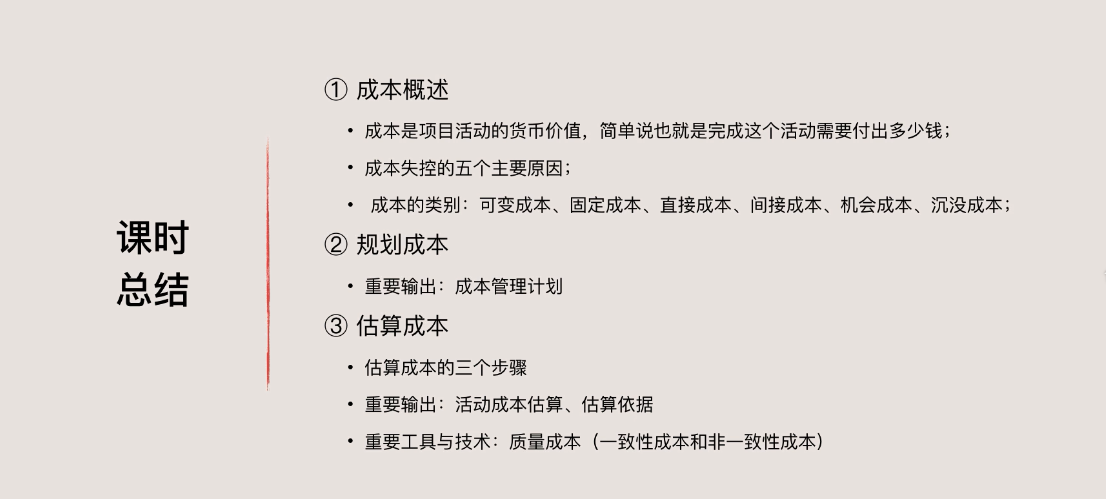 课时
总结
① 成本概述
• 成本是项目活动的货币价值，简单说也就是完成这个活动需要付出多少钱；
• 成本失控的五个主要原因；
• 成本的类别：可变成本、固定成本、直接成本、间接成本、机会成本、沉没成本；
② 规划成本
• 重要输出：成本管理计划
③ 估算成本
• 估算成本的三个步骤
• 重要输出：活动成本估算、估算依据
• 重要工具与技术：质量成本（一致性成本和非一致性成本）